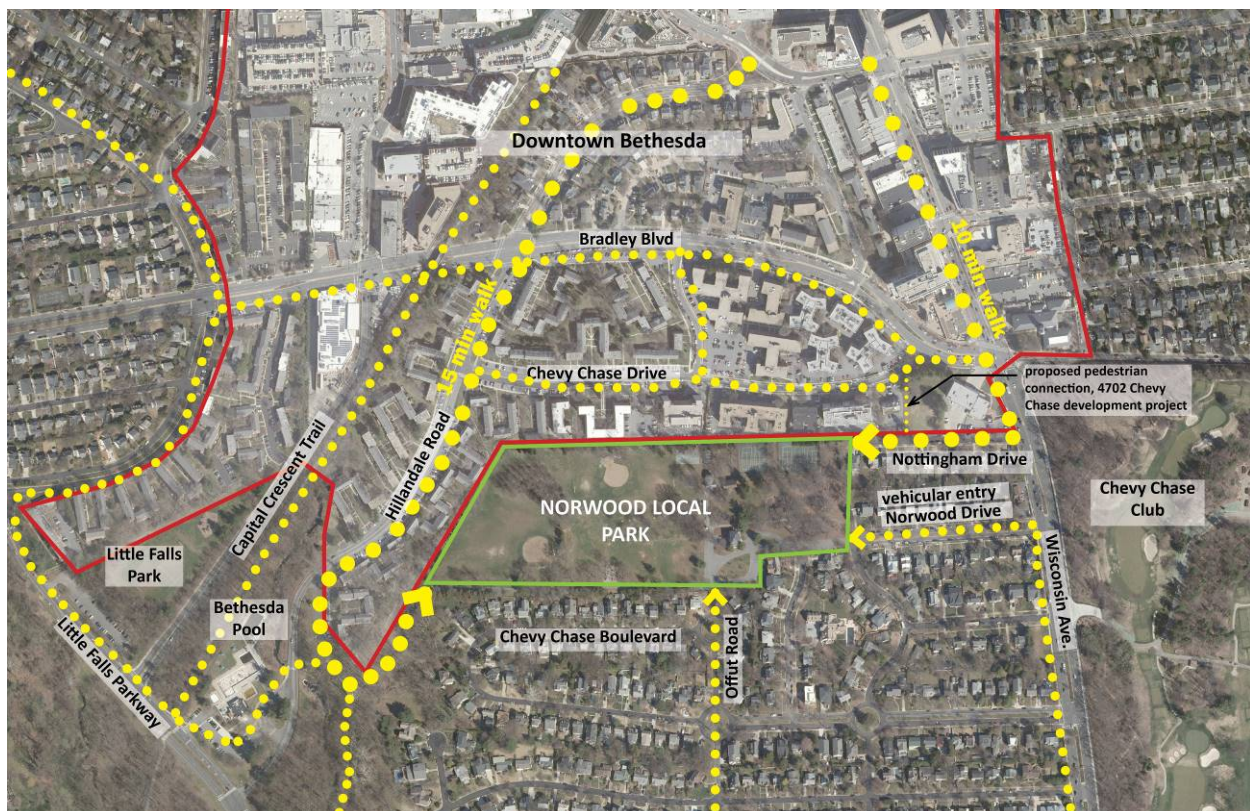 Downtown Bethesda
Bradley Blvd
10 min walk
15 min walk
Chevy Chase Drive
proposed pedestrian
connection, 4702 Chevy
Chase development project
Hillandale Road
Capital Crescent Trail
Nottingham Drive
NORWOOD LOCAL
PARK
vehicular entry
Norwood Drive
Chevy Chase
Club
Wisconsin Ave.
Little Falls
Park
Bethesda
Pool
Little Falls Parkway
Chevy Chase Boulevard
Offut Road